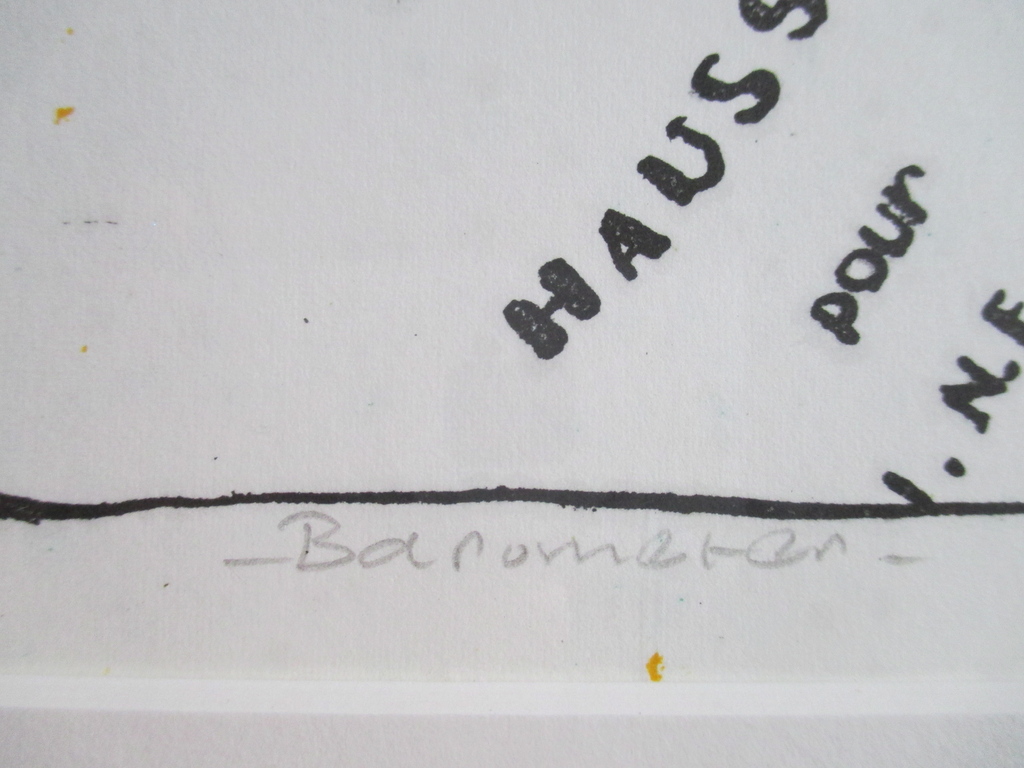 HAUSS
pour
I.N.F
- Barometer -